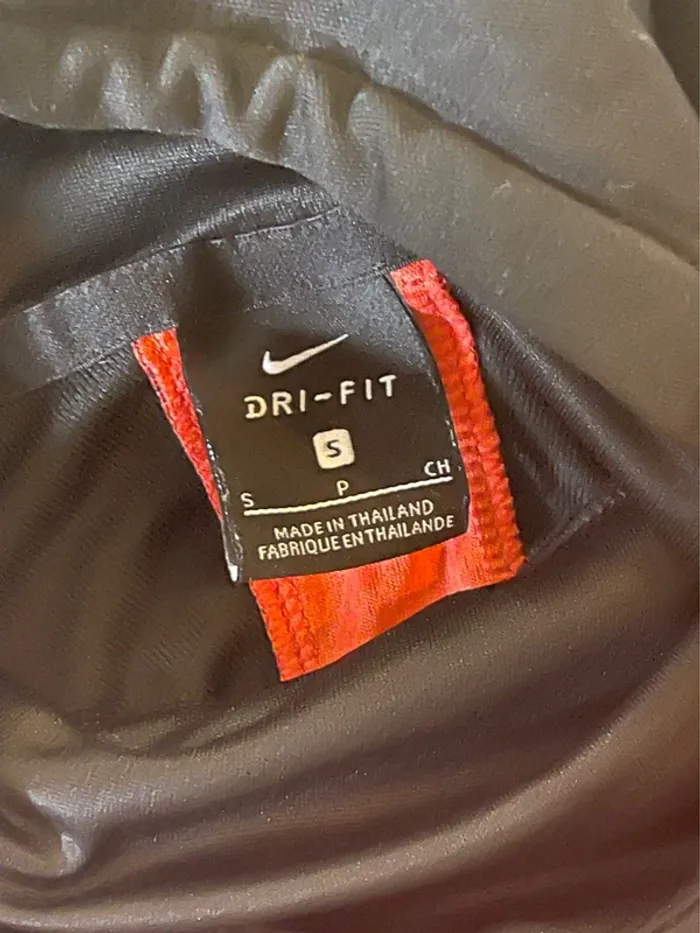 DRI-FIT
S
S P CH
MADE IN THAILAND
FABRIQUE EN THAILANDE